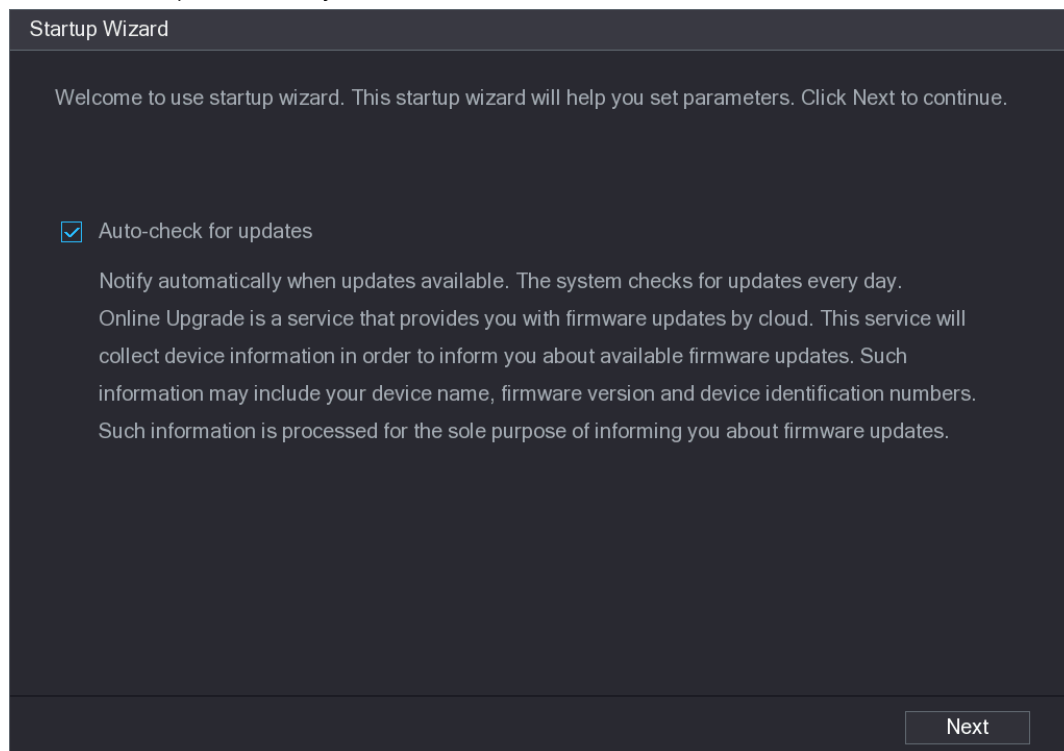 Startup Wizard
Welcome to use startup wizard. This startup wizard will help you set parameters. Click Next to continue.
Auto-check for updates
Notify automatically when updates available. The system checks for updates every day.
Online Upgrade is a service that provides you with firmware updates by cloud. This service will
collect device information in order to inform you about available firmware updates. Such
information may include your device name, firmware version and device identification numbers.
Such information is processed for the sole purpose of informing you about firmware updates.
Next